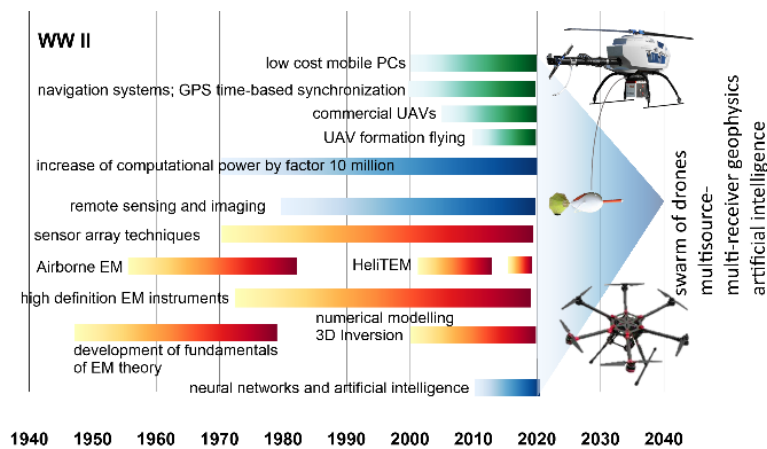 WW II
low cost mobile PCs
navigation systems; GPS time-based synchronization
commercial UAVs
UAV formation flying
increase of computational power by factor 10 million
remote sensing and imaging
sensor array techniques
Airborne EM
HeliTEM
high definition EM instruments
numerical modelling
3D Inversion
development of fundamentals
of EM theory
neural networks and artificial intelligence
swarm of drones
multisource-
multi-receiver geophysics
artificial intelligence
1940 1950 1960 1970 1980 1990 2000 2010 2020 2030 2040